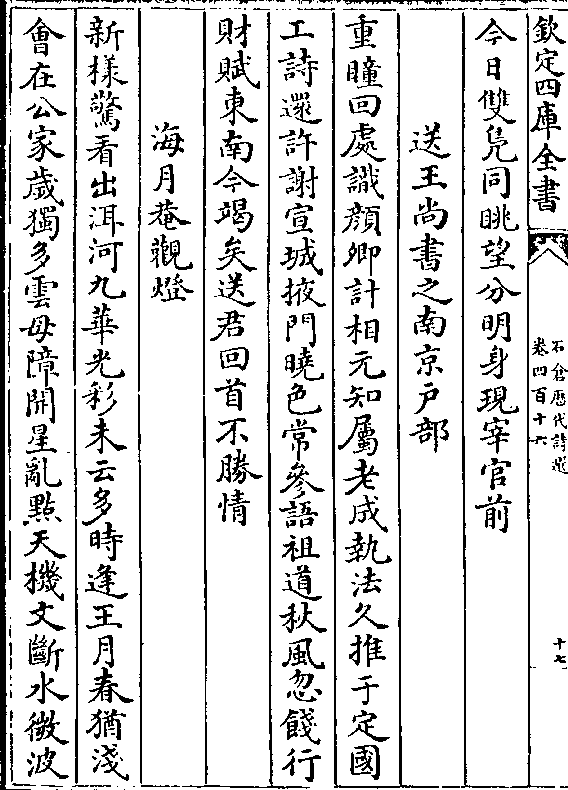 欽定四庫全書
石倉歷代詩選
卷四百十六
十七
今日雙鳬同眺望分明身現宰官前
送王尚書之南京户部
重瞳回處識顔卿計相元知屬老成執法久推于定國
工詩還許謝宣城掖門曉色常參語祖道秋風忽餞行
財賦東南今竭矣送君回首不勝情
海月菴觀燈
新様驚看出洱河九華光彩未云多時逢王月春猶淺
會在公家歲獨多雲母障開星亂點天機文斷水微波